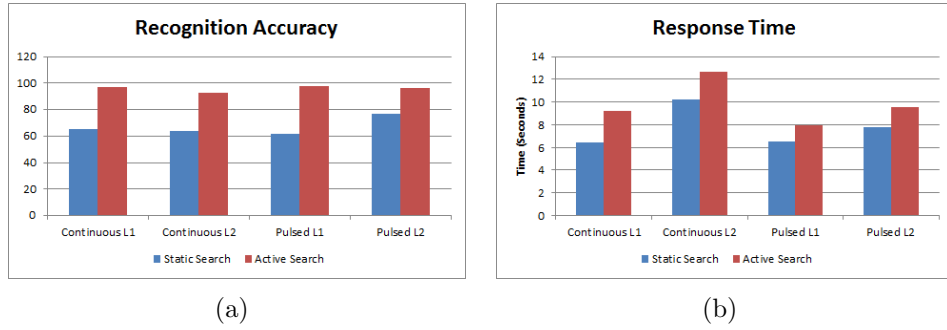 Recognition Accuracy
120
100
80
60
40
20
0
Continuous L1 Continuous L2 Pulsed L1 Pulsed L2
Static Search Active Search
(a)
Response Time
Time (Seconds)
14
12
10
8
6
4
2
0
Continuous L1 Continuous L2 Pulsed L1 Pulsed L2
Static Search Active Search
(b)